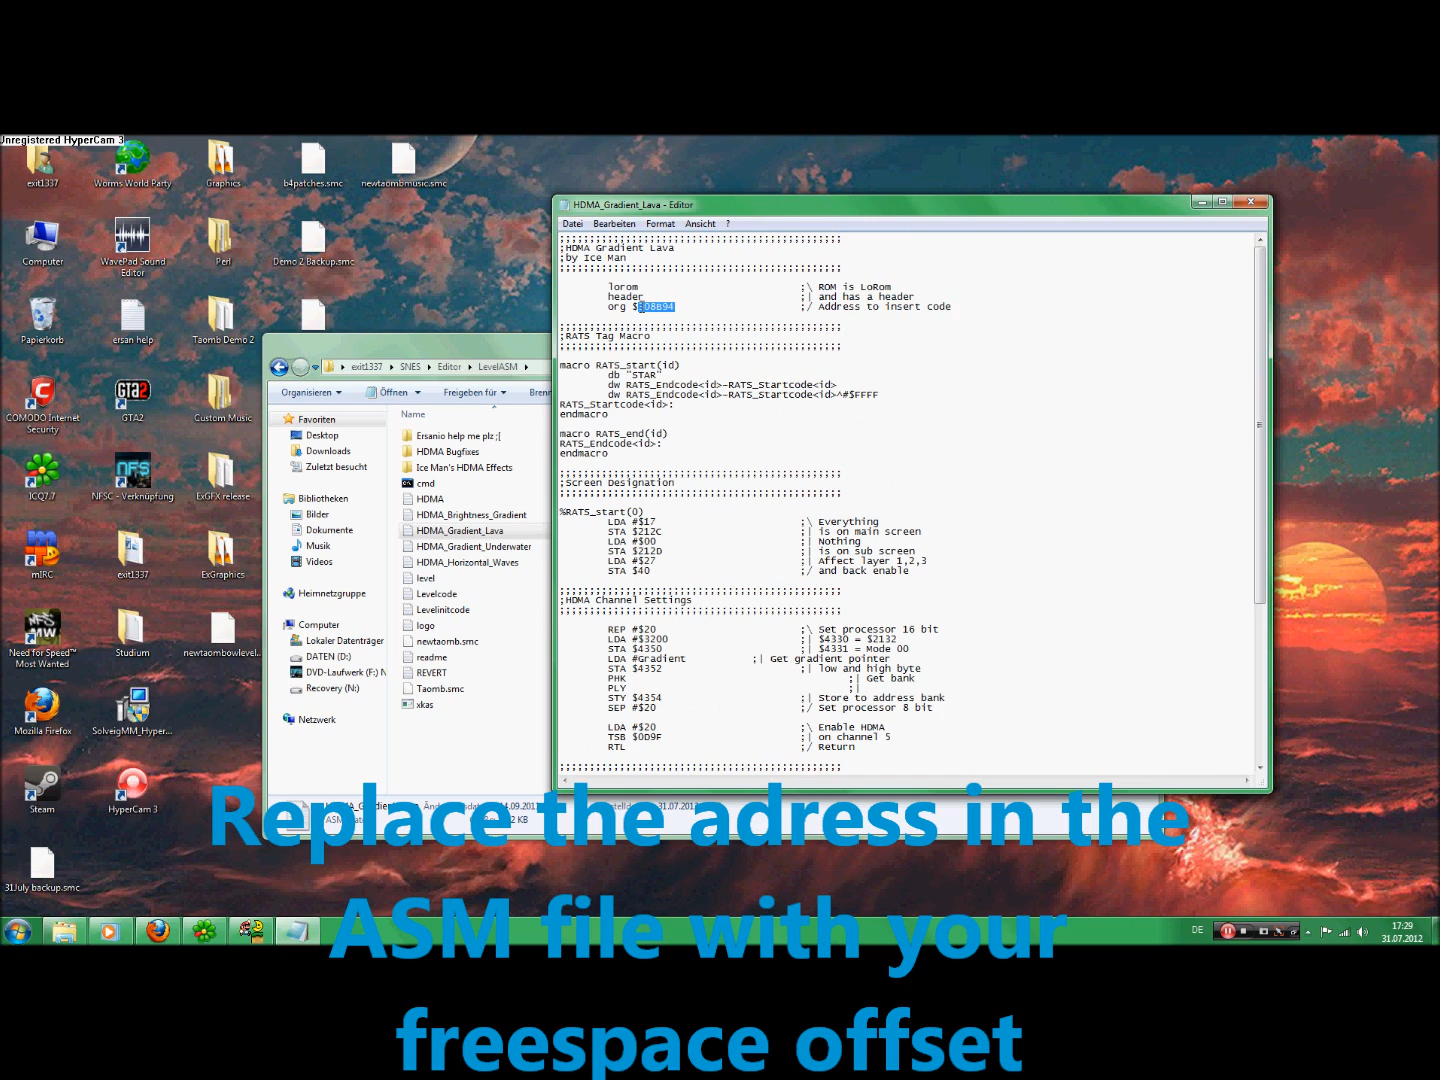 Unregistered HyperCam 3
exit1337
Worms World Party
Graphics
b4patches.smc
newtaombmusic.smc
Computer
WavePad Sound
Editor
Perl
Demo 2 Backup.smc
Papierkorb
ersan help
Taomb Demo 2
COMODO Internet
Security
GTA2
Custom Music
ICQ7.7
NFSC - Verknüpfung
ExGFX release
mIRC
exit1337
ExGraphics
Need for Speed™
Most Wanted
Studium
newtaombowlevel...
Mozilla Firefox
SolveigMM_Hyper...
Steam
HyperCam 3
31July backup.smc
exit1337 SNES Editor LevelASM
Organisieren Öffnen Freigeben für Bren
Favoriten
Desktop
Downloads
Zuletzt besucht
Bibliotheken
Bilder
Dokumente
Musik
Videos
Heimnetzgruppe
Computer
Lokaler Datenträger
DATEN (D:)
DVD-Laufwerk (F:) N
Recovery (N:)
Netzwerk
Name
Ersanio help me plz ;[
HDMA Bugfixes
Ice Man's HDMA Effects
cmd
HDMA
HDMA_Brightness_Gradient
HDMA_Gradient_Lava
HDMA_Gradient_Underwater
HDMA_Horizontal_Waves
level
Levelcode
Levelinitcode
logo
newtaomb.smc
readme
REVERT
Taomb.smc
xkas
HDMA_Gradient_Lava - Editor
Datei Bearbeiten Format Ansicht ?
;HDMA Gradient Lava
;by Ice Man
lorom ;\ ROM is LoRom
header ;| and has a header
org $ D8B94 ;/ Address to insert code
;RATS Tag Macro
macro RATS_start(id)
db "STAR"
dw RATS_Endcode<id>-RATS_Startcode<id>
dw RATS_Endcode<id>-RATS_Startcode<id>^#$FFFF
RATS_Startcode<id>:
endmacro
macro RATS_end(id)
RATS_Endcode<id>:
endmacro
;Screen Designation
%RATS_start(0)
LDA #$17 ;\ Everything
STA $212C ;| is on main screen
LDA #$00 ;| Nothing
STA $212D ;| is on sub screen
LDA #$27 ;| Affect layer 1,2,3
STA $40 ;/ and back enable
;HDMA Channel Settings
REP #$20 ;\ Set processor 16 bit
LDA #$3200 ;| $4330 = $2132
STA $4350 ;| $4331 = Mode 00
LDA #Gradient ;| Get gradient pointer
STA $4352 ;| low and high byte
PHK ;| Get bank
PLY ;|
STY $4354 ;| Store to address bank
SEP #$20 ;/ Set processor 8 bit
LDA #$20 ;\ Enable HDMA
TSB $0D9F ;| on channel 5
RTL ;/ Return
Replace the adress in the
ASM file with your
freespace offset
DE
17:29
31.07.2012